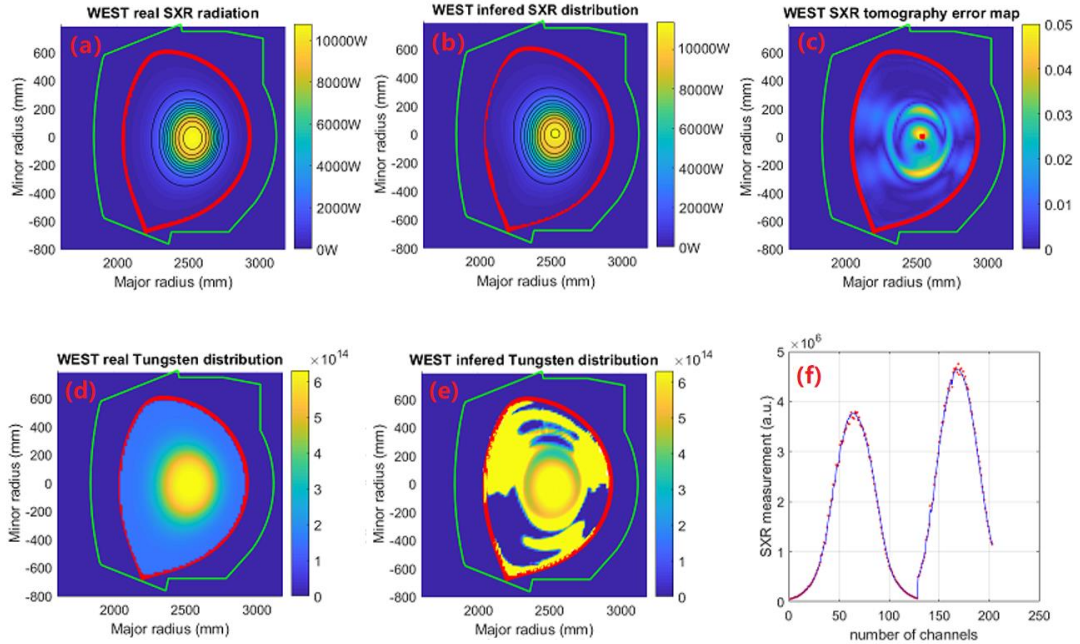 WEST real SXR radiation
(a)
600
400
200
0
-200
-400
-600
-800
2000 2500 3000
Minor radius (mm)
Major radius (mm)
10000W
8000W
6000W
4000W
2000W
0W
WEST infered SXR distribution
(b)
600
400
200
0
-200
-400
-600
-800
2000 2500 3000
Minor radius (mm)
Major radius (mm)
10000W
8000W
6000W
4000W
2000W
0W
WEST SXR tomography error map
(c)
600
400
200
0
-200
-400
-600
-800
2000 2500 3000
Minor radius (mm)
Major radius (mm)
0.05
0.04
0.03
0.02
0.01
0
WEST real Tungsten distribution
×10^14
(d)
600
400
200
0
-200
-400
-600
-800
2000 2500 3000
Minor radius (mm)
Major radius (mm)
6
5
4
3
2
1
0
WEST infered Tungsten distribution
×10^14
(e)
600
400
200
0
-200
-400
-600
-800
2000 2500 3000
Minor radius (mm)
Major radius (mm)
6
5
4
3
2
1
0
×10^6
(f)
5
4
3
2
1
0
0 50 100 150 200 250
SXR measurement (a.u.)
number of channels